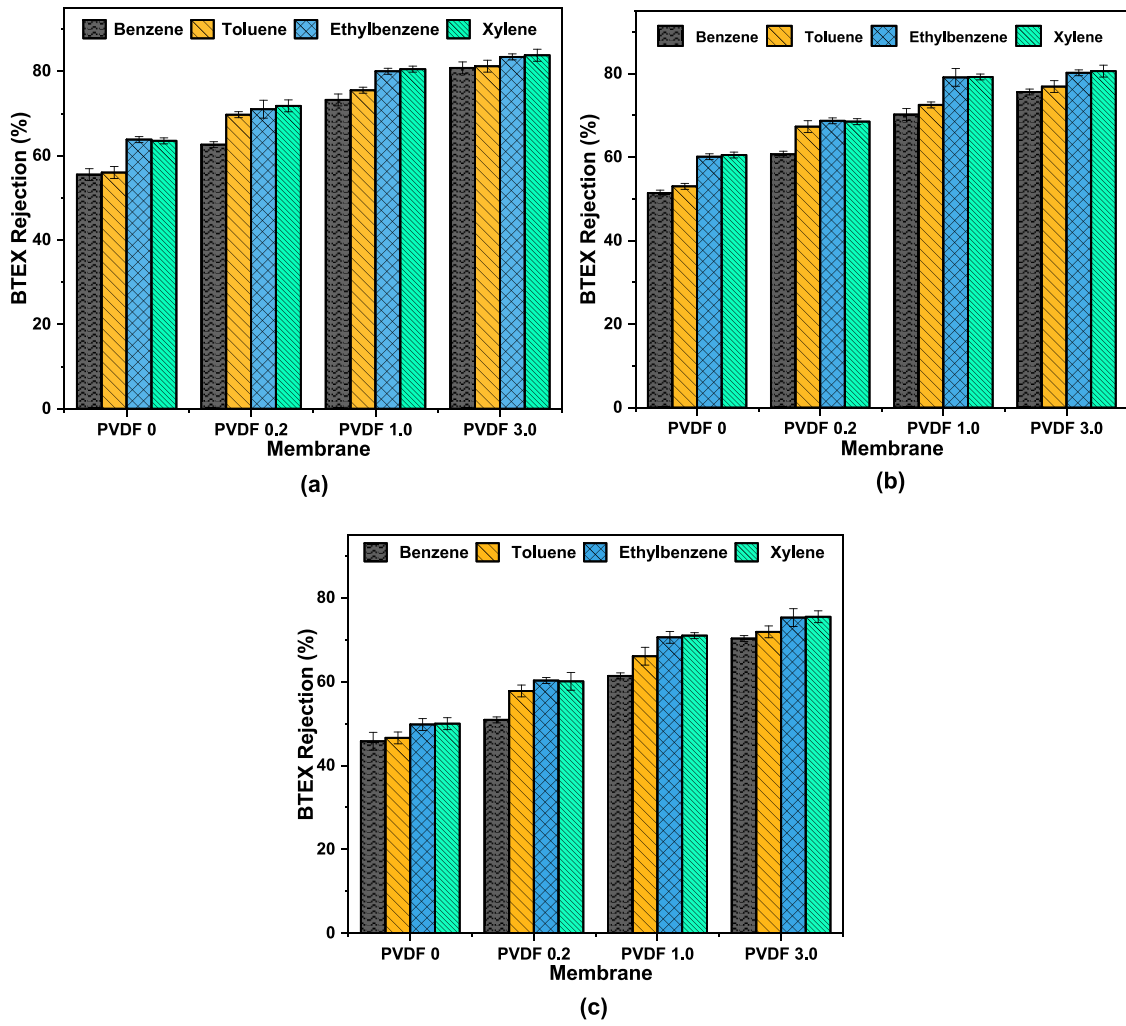 Benzene Toluene Ethylbenzene Xylene
BTEX Rejection (%)
80
60
40
20
0
PVDF 0 PVDF 0.2 PVDF 1.0 PVDF 3.0
Membrane
(a)
Benzene Toluene Ethylbenzene Xylene
BTEX Rejection (%)
80
60
40
20
0
PVDF 0 PVDF 0.2 PVDF 1.0 PVDF 3.0
Membrane
(b)
Benzene Toluene Ethylbenzene Xylene
BTEX Rejection (%)
80
60
40
20
0
PVDF 0 PVDF 0.2 PVDF 1.0 PVDF 3.0
Membrane
(c)